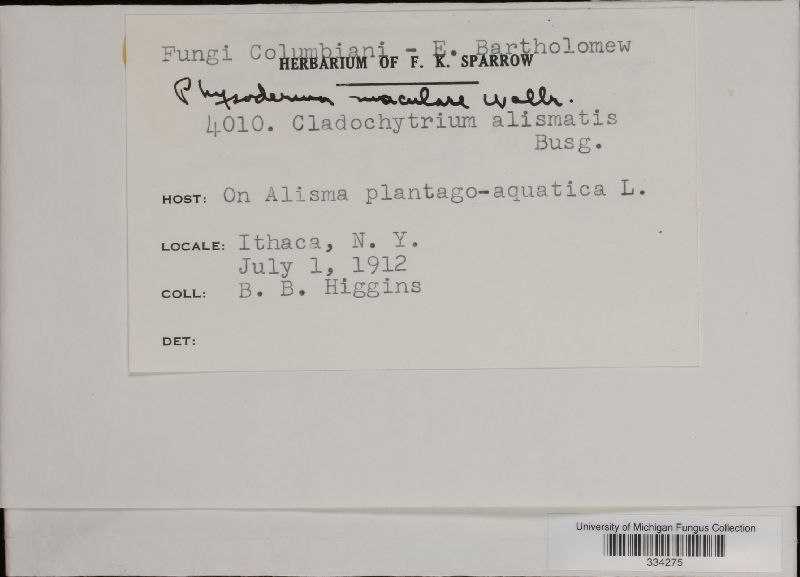 Fungi Columbiani - E. Bartholomew
HERBARIUM OF F. K. SPARROW
Physoderma maculare Wallr.
4010. Cladochytrium alismatis
Busg.
HOST: On Alisma plantago-aquatica L.
LOCALE: Ithaca, N. Y.
July 1, 1912
COLL: B. B. Higgins
DET:
University of Michigan Fungus Collection
334275